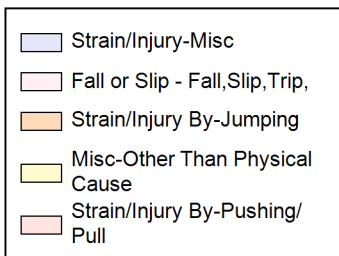 Strain/Injury-Misc
Fall or Slip - Fall,Slip,Trip,
Strain/Injury By-Jumping
Misc-Other Than Physical
Cause
Strain/Injury By-Pushing/
Pull